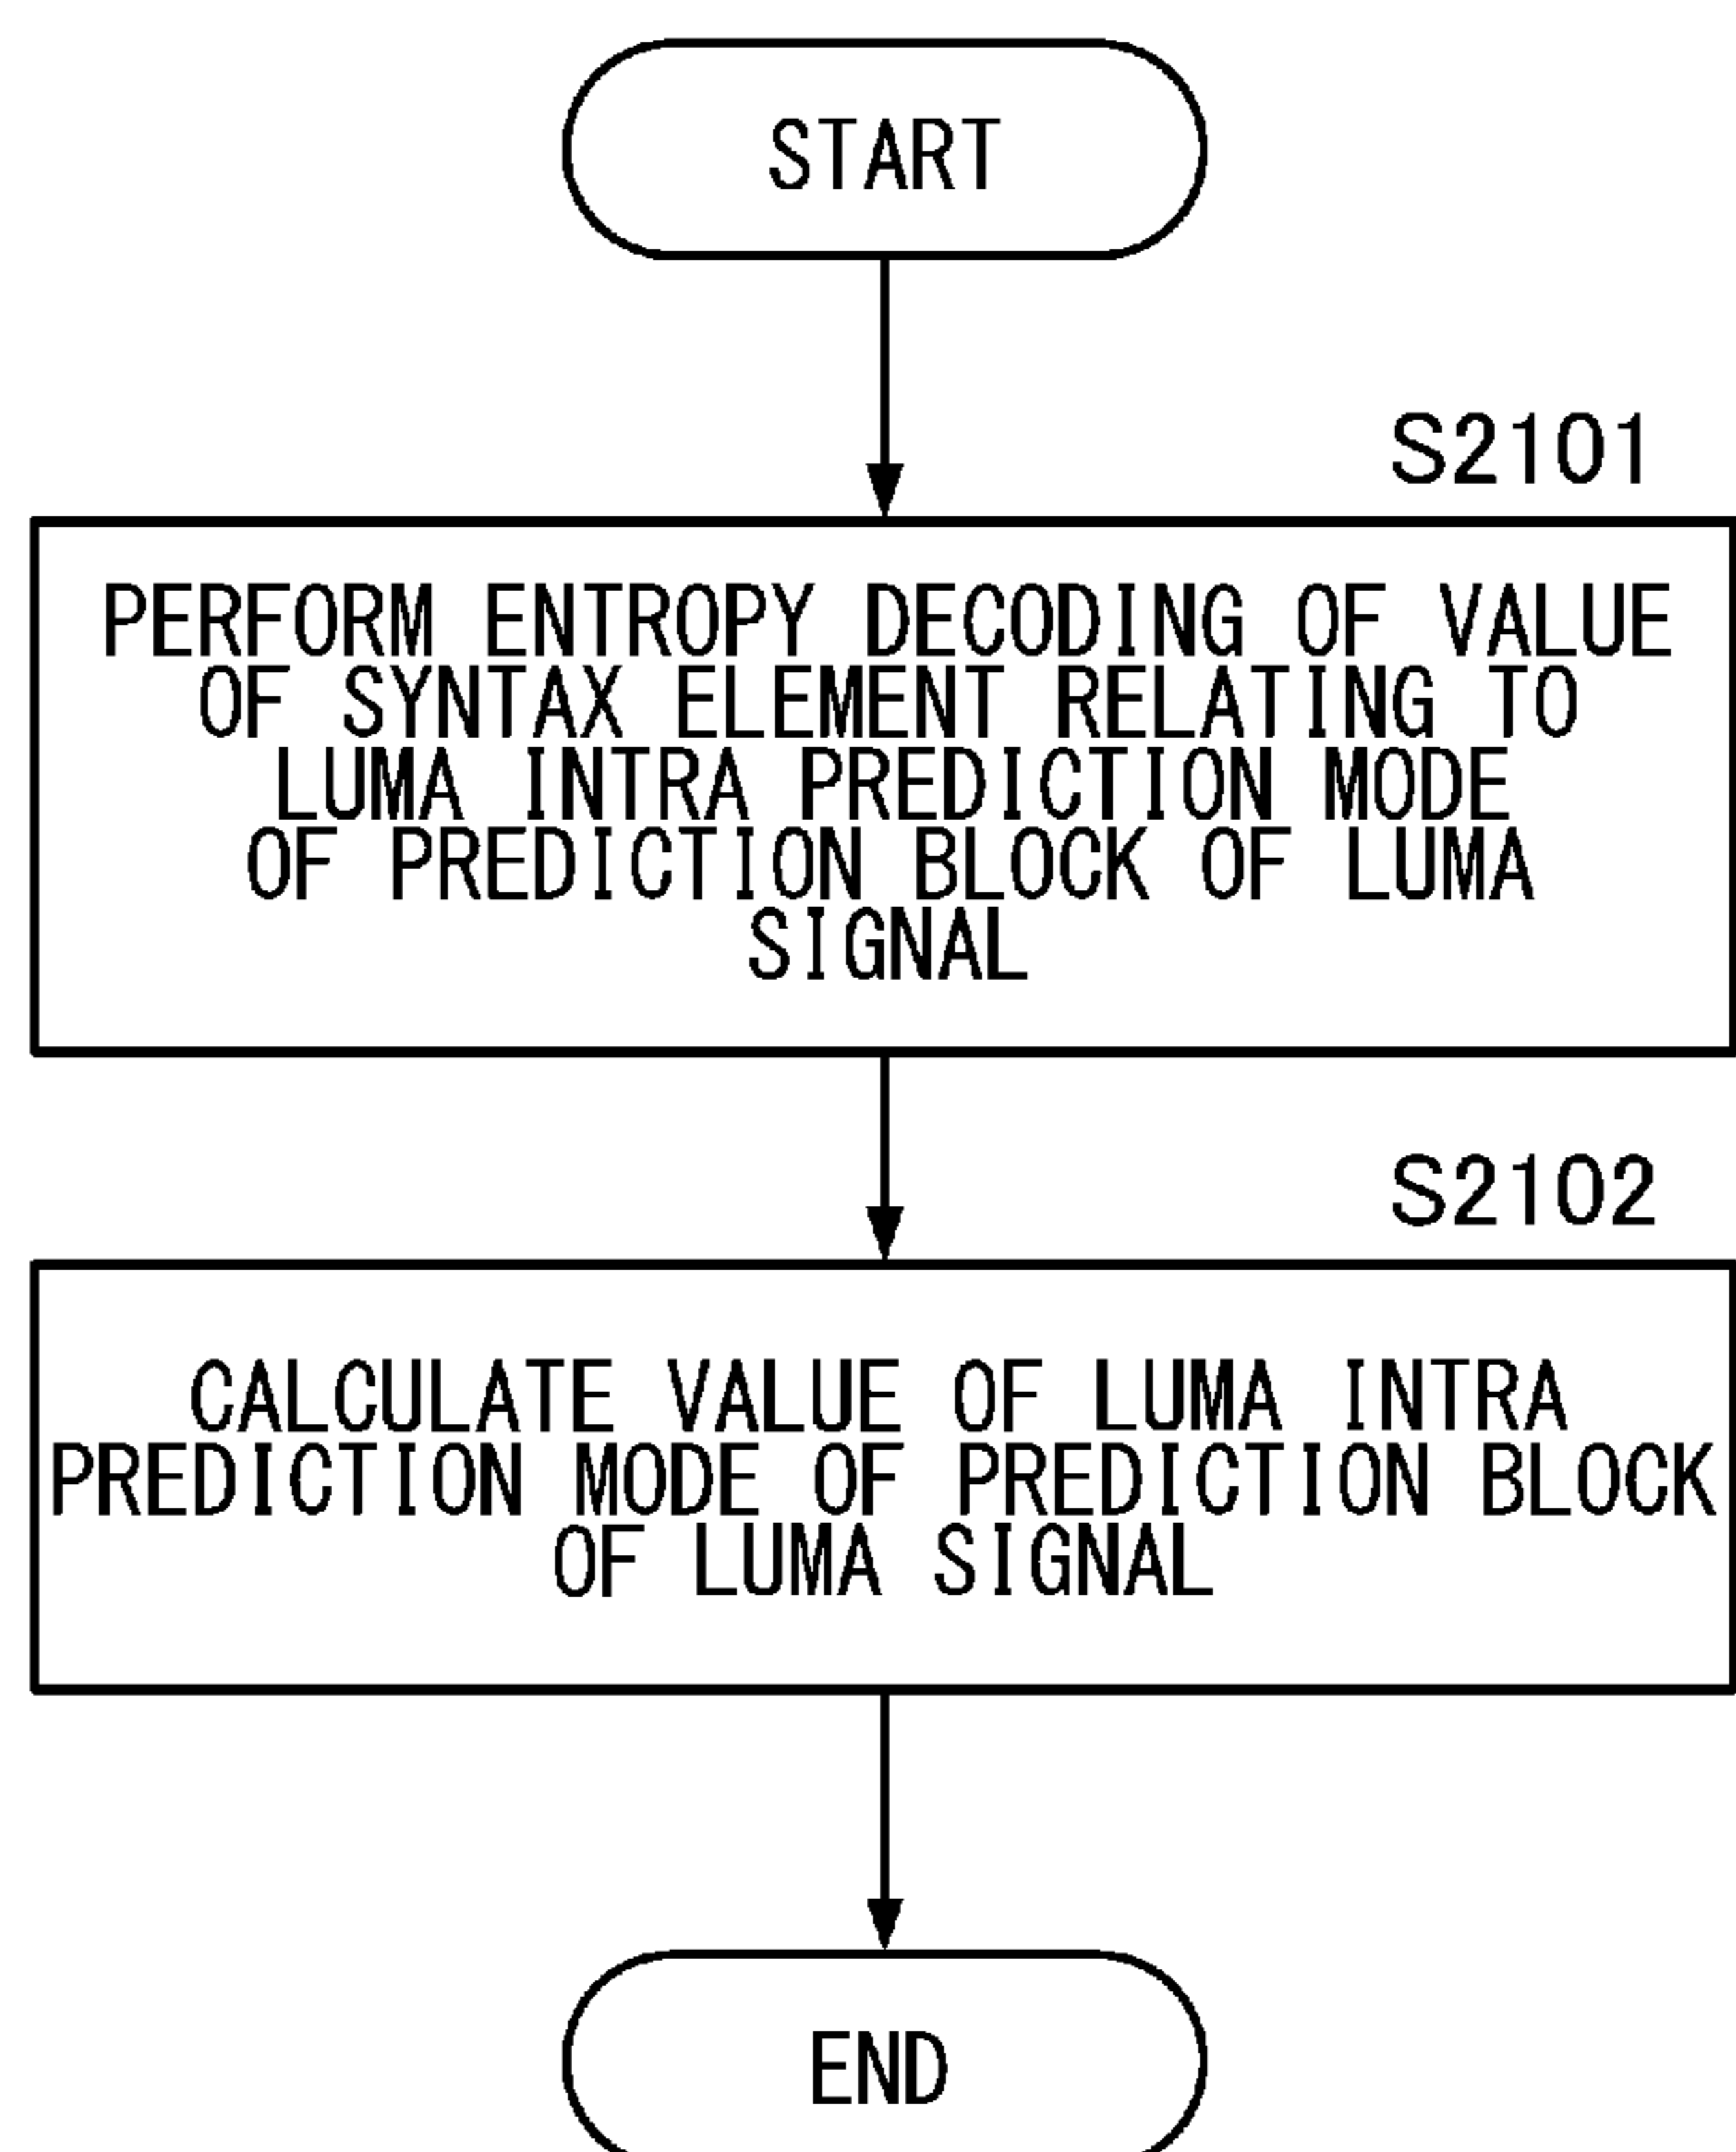 START
S2101
PERFORM ENTROPY DECODING OF VALUE
OF SYNTAX ELEMENT RELATING TO
LUMA INTRA PREDICTION MODE
OF PREDICTION BLOCK OF LUMA
SIGNAL
S2102
CALCULATE VALUE OF LUMA INTRA
PREDICTION MODE OF PREDICTION BLOCK
OF LUMA SIGNAL
END